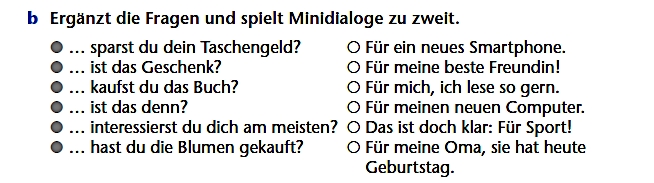 b Ergänzt die Fragen und spielt Minidialoge zu zweit.
● ... sparst du dein Taschengeld? ○ Für ein neues Smartphone.
● ... ist das Geschenk? ○ Für meine beste Freundin!
● ... kaufst du das Buch? ○ Für mich, ich lese so gern.
● ... ist das denn? ○ Für meinen neuen Computer.
● ... interessierst du dich am meisten? ○ Das ist doch klar: Für Sport!
● ... hast du die Blumen gekauft? ○ Für meine Oma, sie hat heute
Geburtstag.